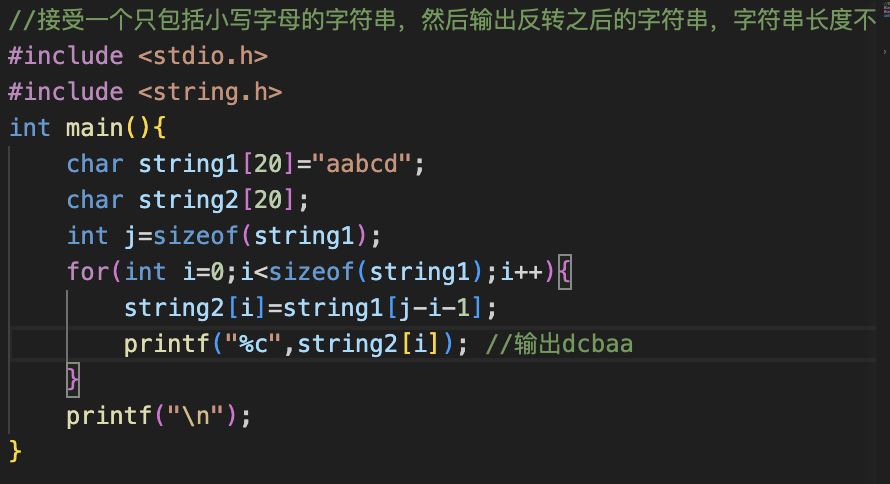 //接受一个只包括小写字母的字符串，然后输出反转之后的字符串，字符串长度不
#include <stdio.h>
#include <string.h>
int main(){
    char string1[20]="aabcd";
    char string2[20];
    int j=sizeof(string1);
    for(int i=0;i<sizeof(string1);i++){
        string2[i]=string1[j-i-1];
        printf("%c",string2[i]); //输出dcbaa
    }
    printf("\n");
}